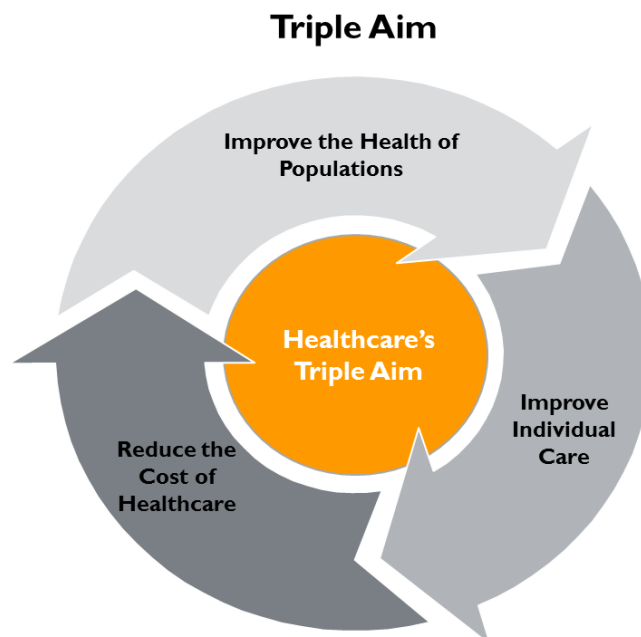 Triple Aim
Improve the Health of
Populations
Healthcare's
Triple Aim
Improve
Individual
Care
Reduce the
Cost of
Healthcare